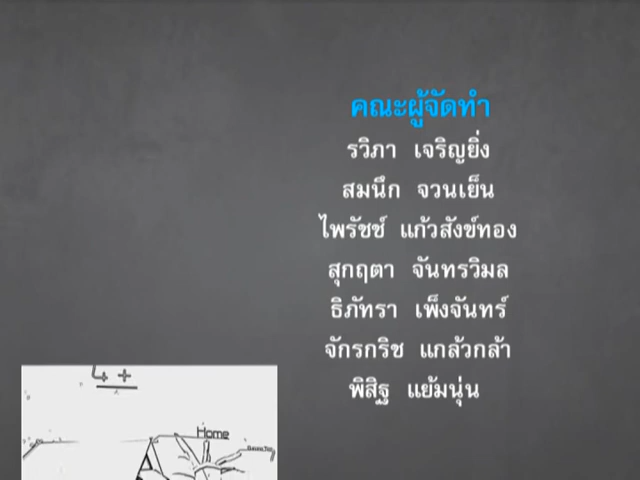 คณะผู้จัดทำ
รวิภา เจริญยิ่ง
สมนึก จวนเย็น
ไพรัชช์ แก้วสังข์ทอง
สุกฤตา จันทรวิมล
ธิภัทรา เพ็งจันทร์
จักรกริช แกล้วกล้า
พิสิฐ แย้มนุ่น
4 +
Home